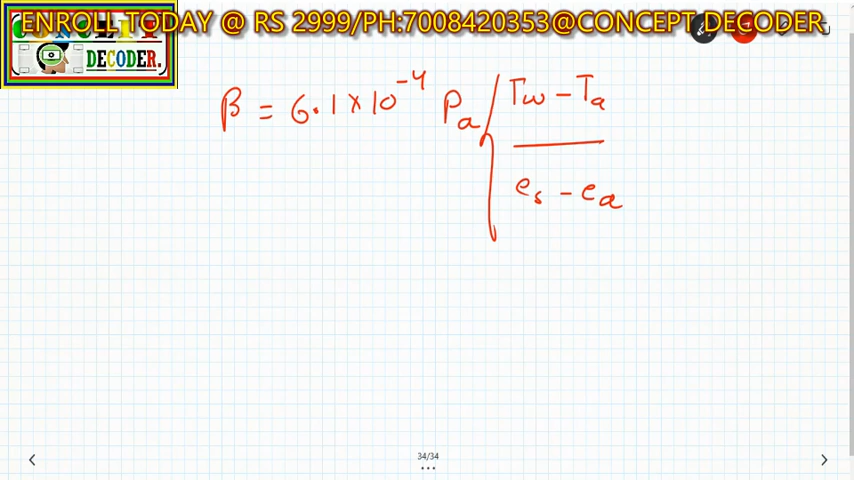 ENROLL TODAY @ RS 2999/PH:7008420353@CONCEPT DECODER.
DECODER.
β = 6.1 × 10⁻⁴ Pa / Tw - Ta
es - ea
34/34